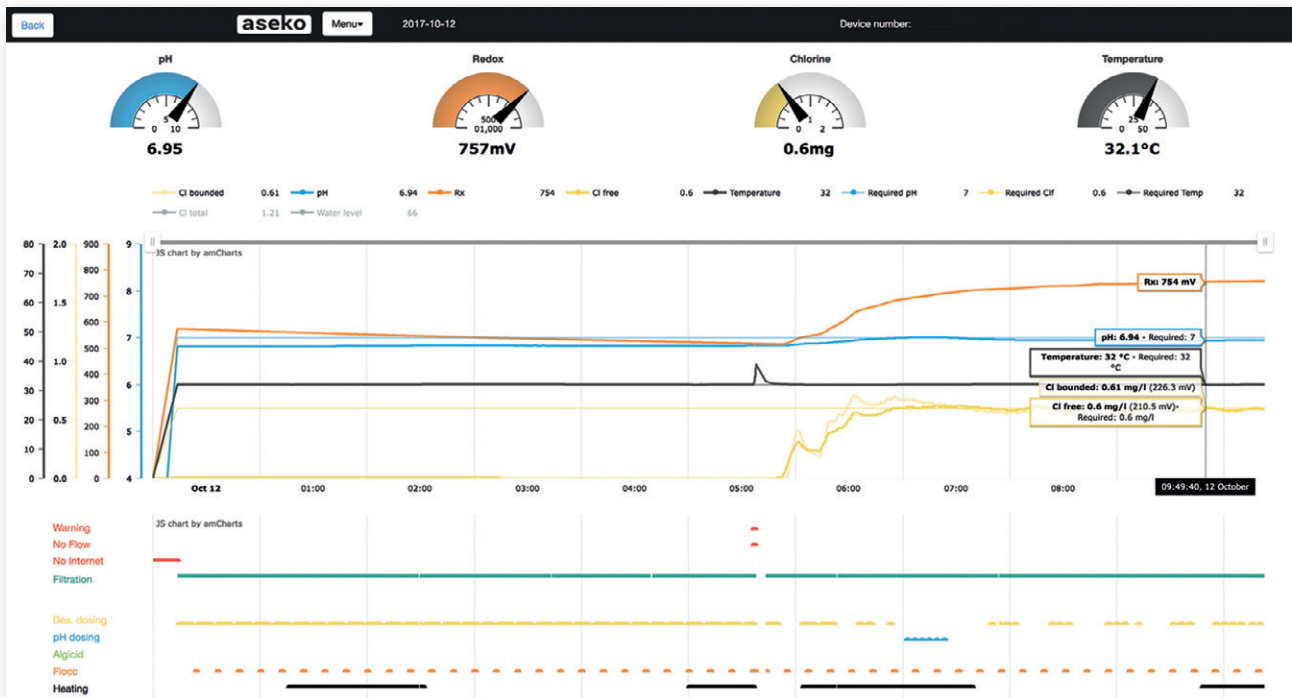 Back
aseko
Menu
2017-10-12
Device number:
pH Redox Chlorine Temperature
5 500 1 25
0 10 0 1,000 0 2 0 50
6.95 757mV 0.6mg 32.1°C
Cl bounded 0.61 pH 6.94 Rx 754 Cl free 0.6 Temperature 32 Required pH 7 Required Clf 0.6 Required Temp 32
Cl total 1.21 Water level 66
JS chart by amCharts
80 2.0 900 9
800
70
8
60 1.5 700
600
50 7
500
40 1.0
400
30 6
300
20 0.5 200
5
10 100
0 0.0 0 4
Rx: 754 mV
pH: 6.94 - Required: 7
Temperature: 32 °C - Required: 32
°C
Cl bounded: 0.61 mg/l (226.3 mV)
Cl free: 0.6 mg/l (210.5 mV)-
Required: 0.6 mg/l
Oct 12 01:00 02:00 03:00 04:00 05:00 06:00 07:00 08:00 09:49:40, 12 October
JS chart by amCharts
Warning
No Flow
No Internet
Filtration
Des. dosing
pH dosing
Algicid
Flocc
Heating